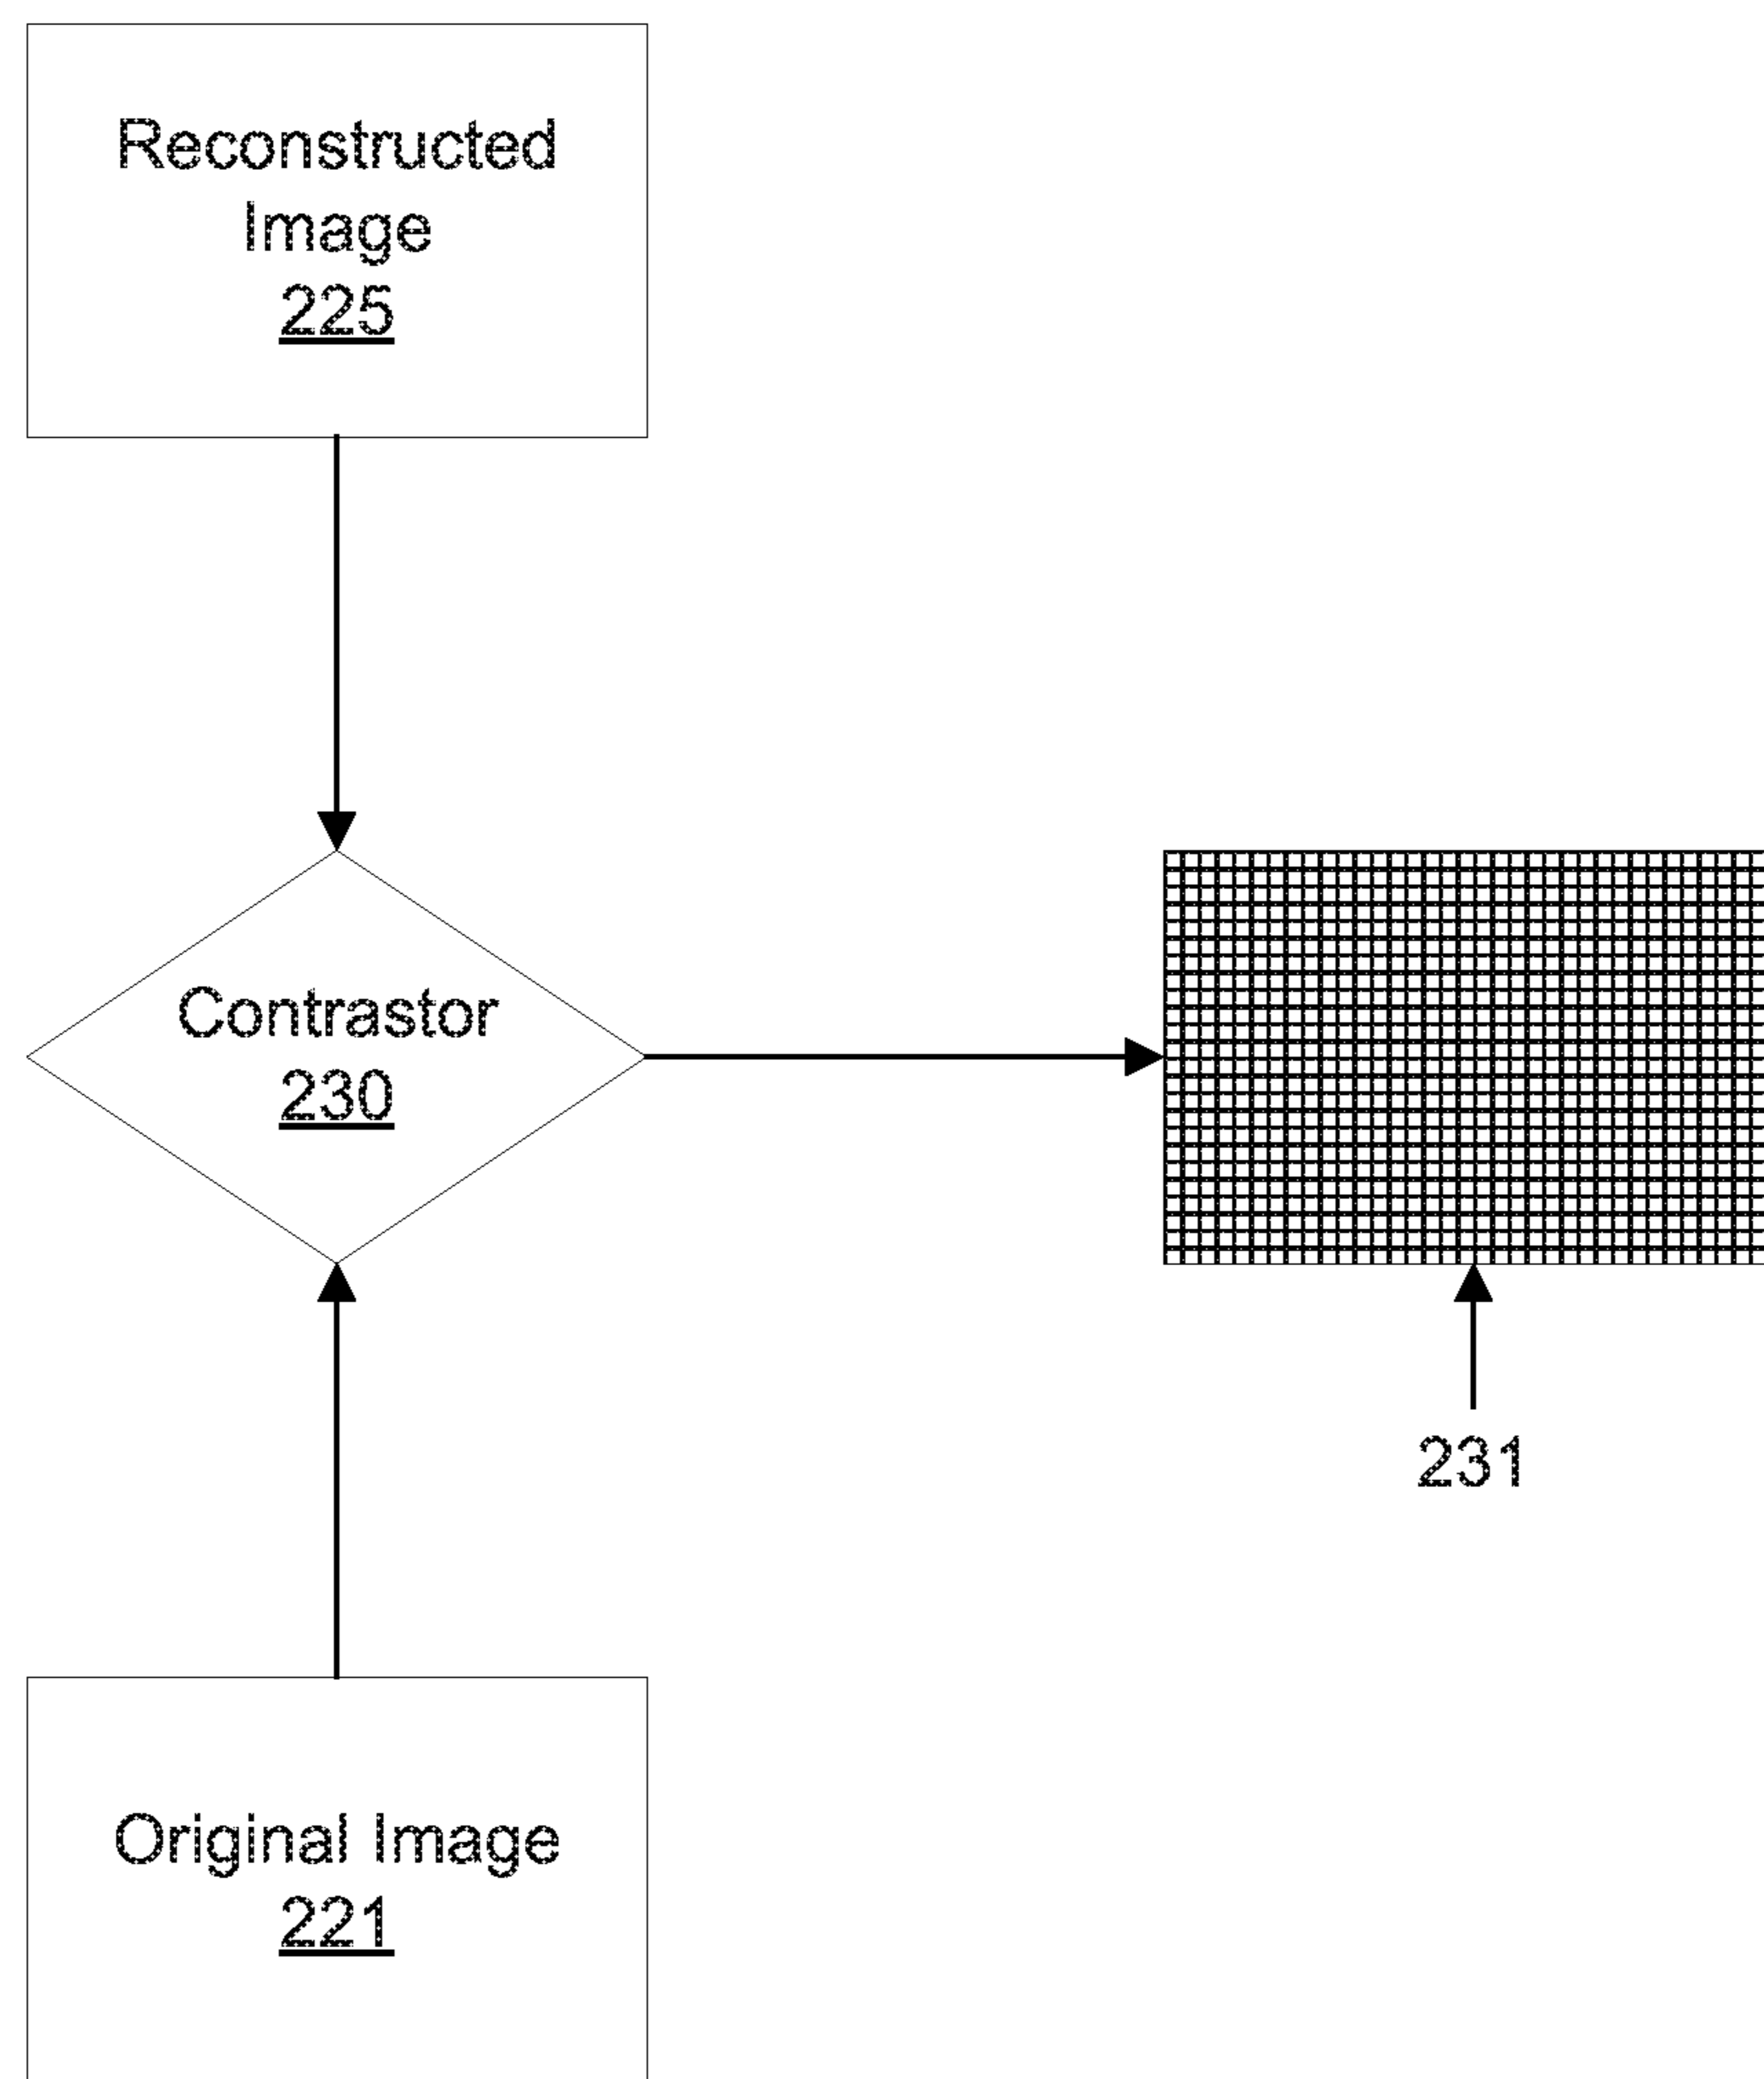 Reconstructed
Image
225
Contrastor
230
231
Original Image
221